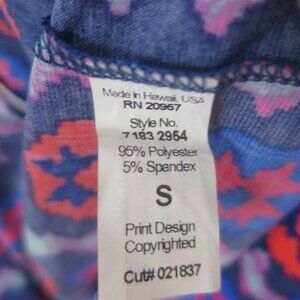 Made in Hawaii, USA
RN 20967
Style No.
7183 2954
95% Polyester
5% Spandex
S
Print Design
Copyrighted
Cut# 021837